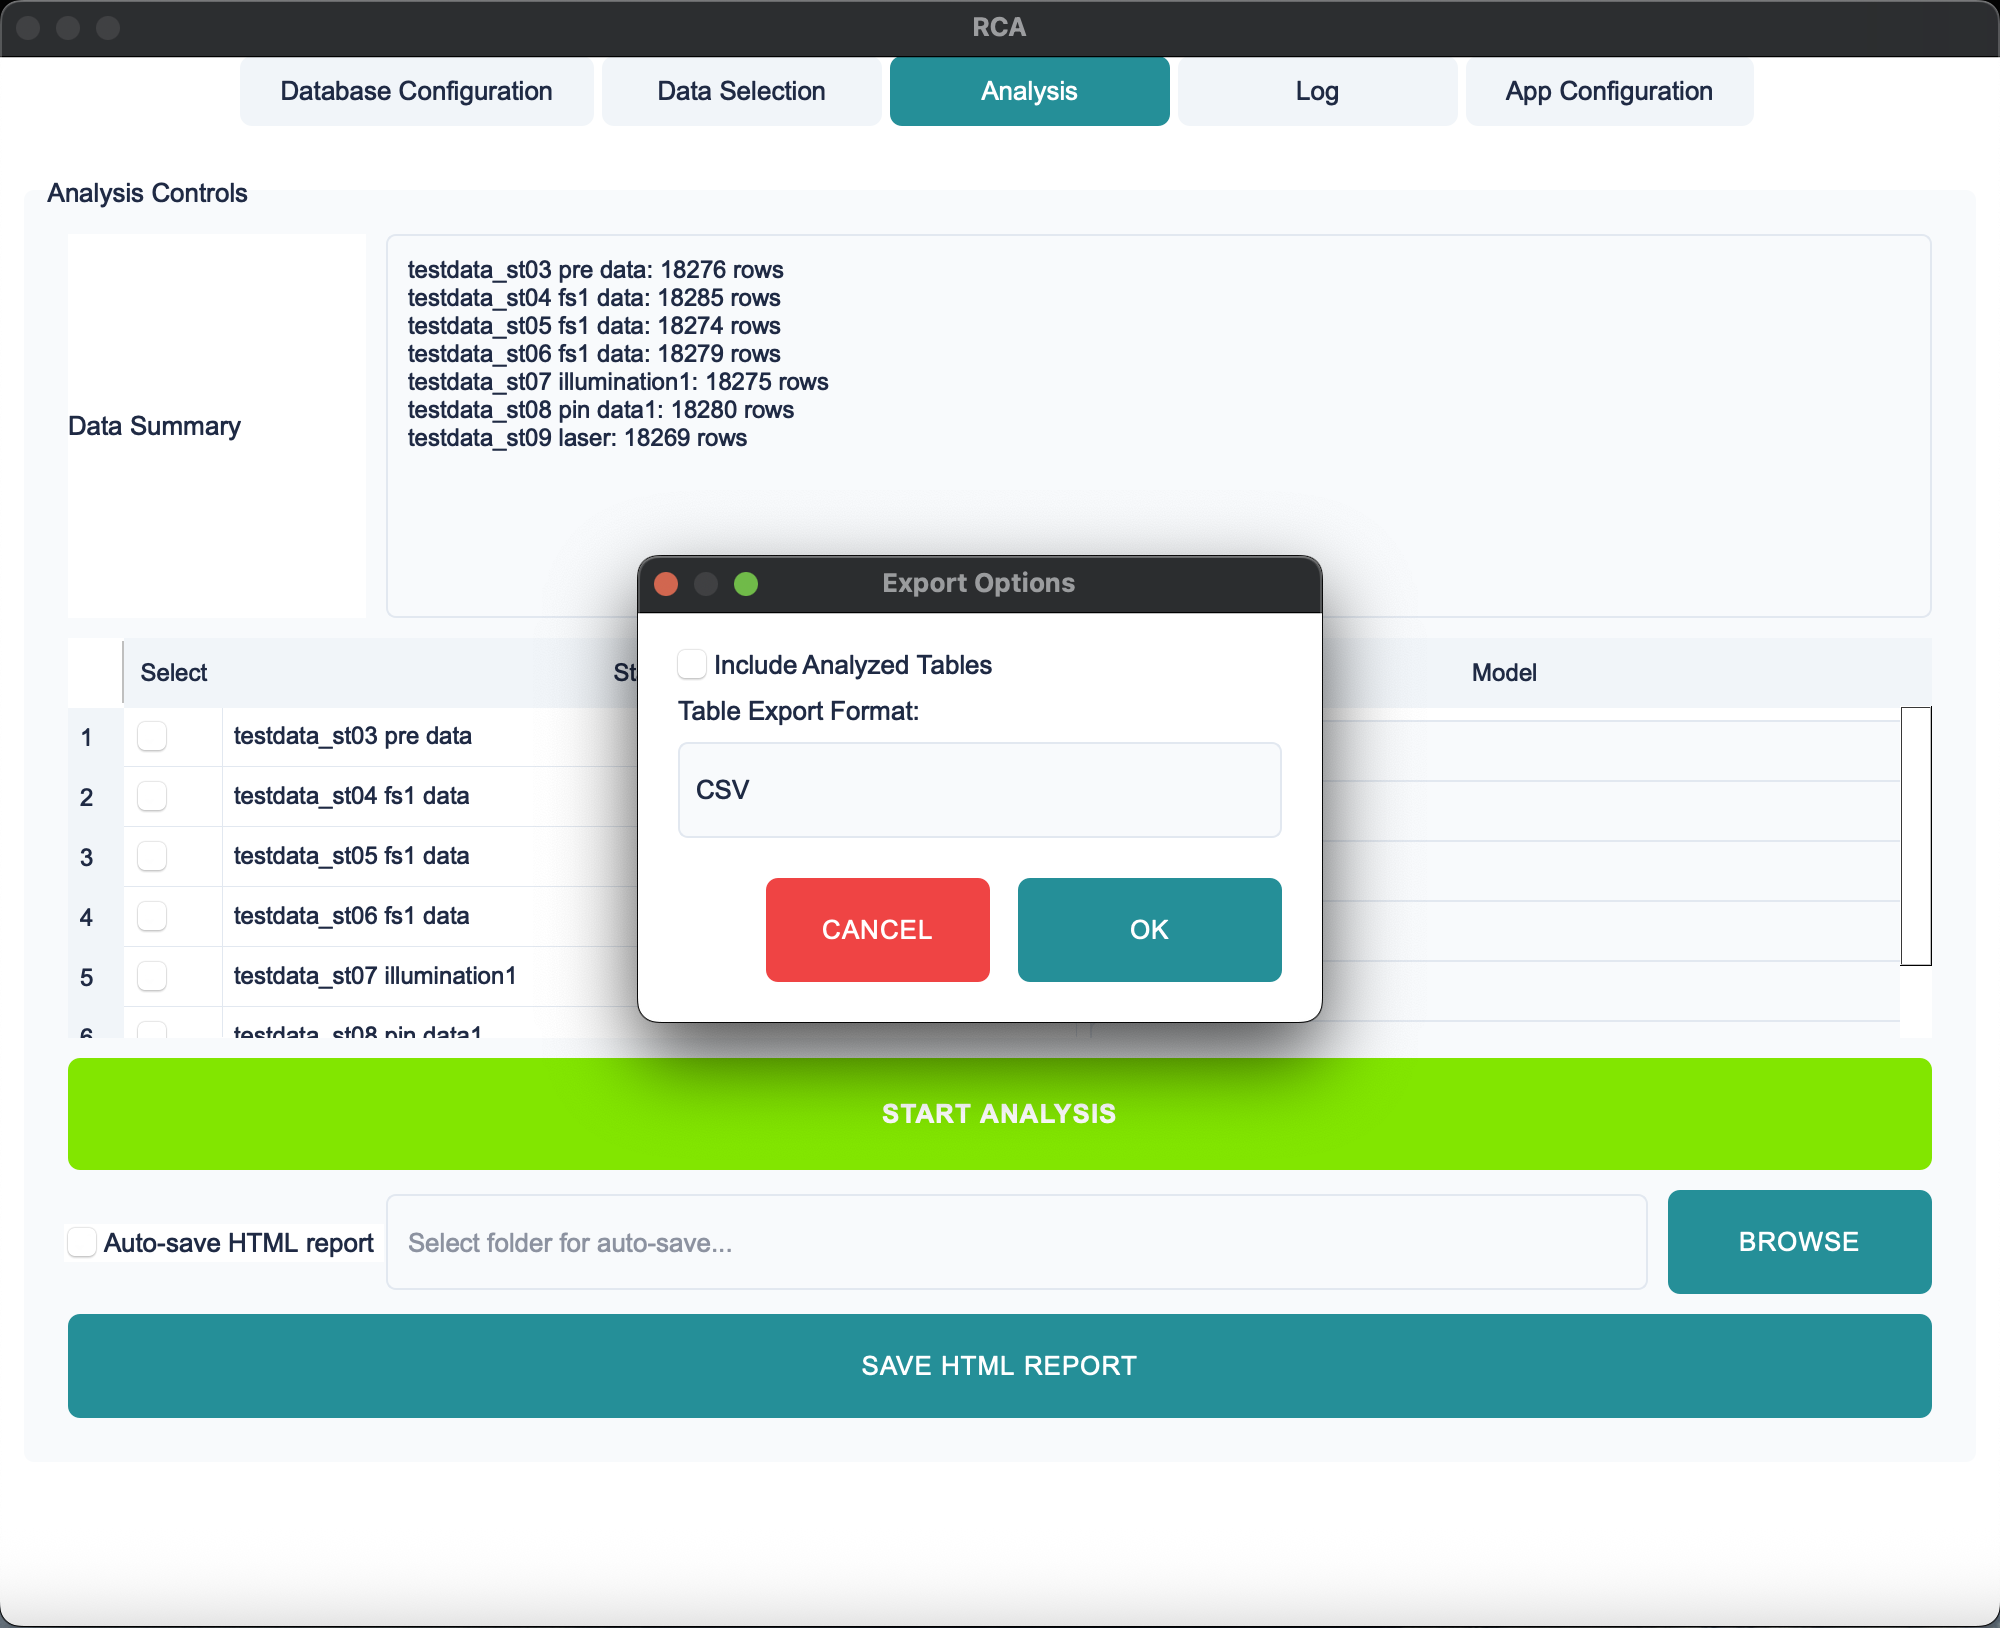 RCA
Database Configuration
Data Selection
Analysis
Log
App Configuration
Analysis Controls
Data Summary
testdata_st03 pre data: 18276 rows
testdata_st04 fs1 data: 18285 rows
testdata_st05 fs1 data: 18274 rows
testdata_st06 fs1 data: 18279 rows
testdata_st07 illumination1: 18275 rows
testdata_st08 pin data1: 18280 rows
testdata_st09 laser: 18269 rows
Select
Model
1 testdata_st03 pre data
2 testdata_st04 fs1 data
3 testdata_st05 fs1 data
4 testdata_st06 fs1 data
5 testdata_st07 illumination1
6 testdata_st08 pin data1
Export Options
Include Analyzed Tables
Table Export Format:
CSV
CANCEL
OK
START ANALYSIS
Auto-save HTML report
Select folder for auto-save...
BROWSE
SAVE HTML REPORT